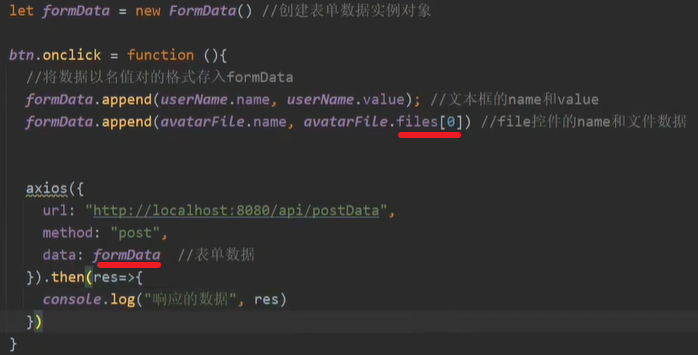 let formData = new FormData() //创建表单数据实例对象
btn.onclick = function (){
//将数据以名值对的格式存入formData
formData.append(userName.name, userName.value); //文本框的name和value
formData.append(avatarFile.name, avatarFile.files[0]) //file控件的name和文件数据
axios({
url: "http://localhost:8080/api/postData",
method: "post",
data: formData //表单数据
}).then(res=>{
console.log("响应的数据", res)
})
}